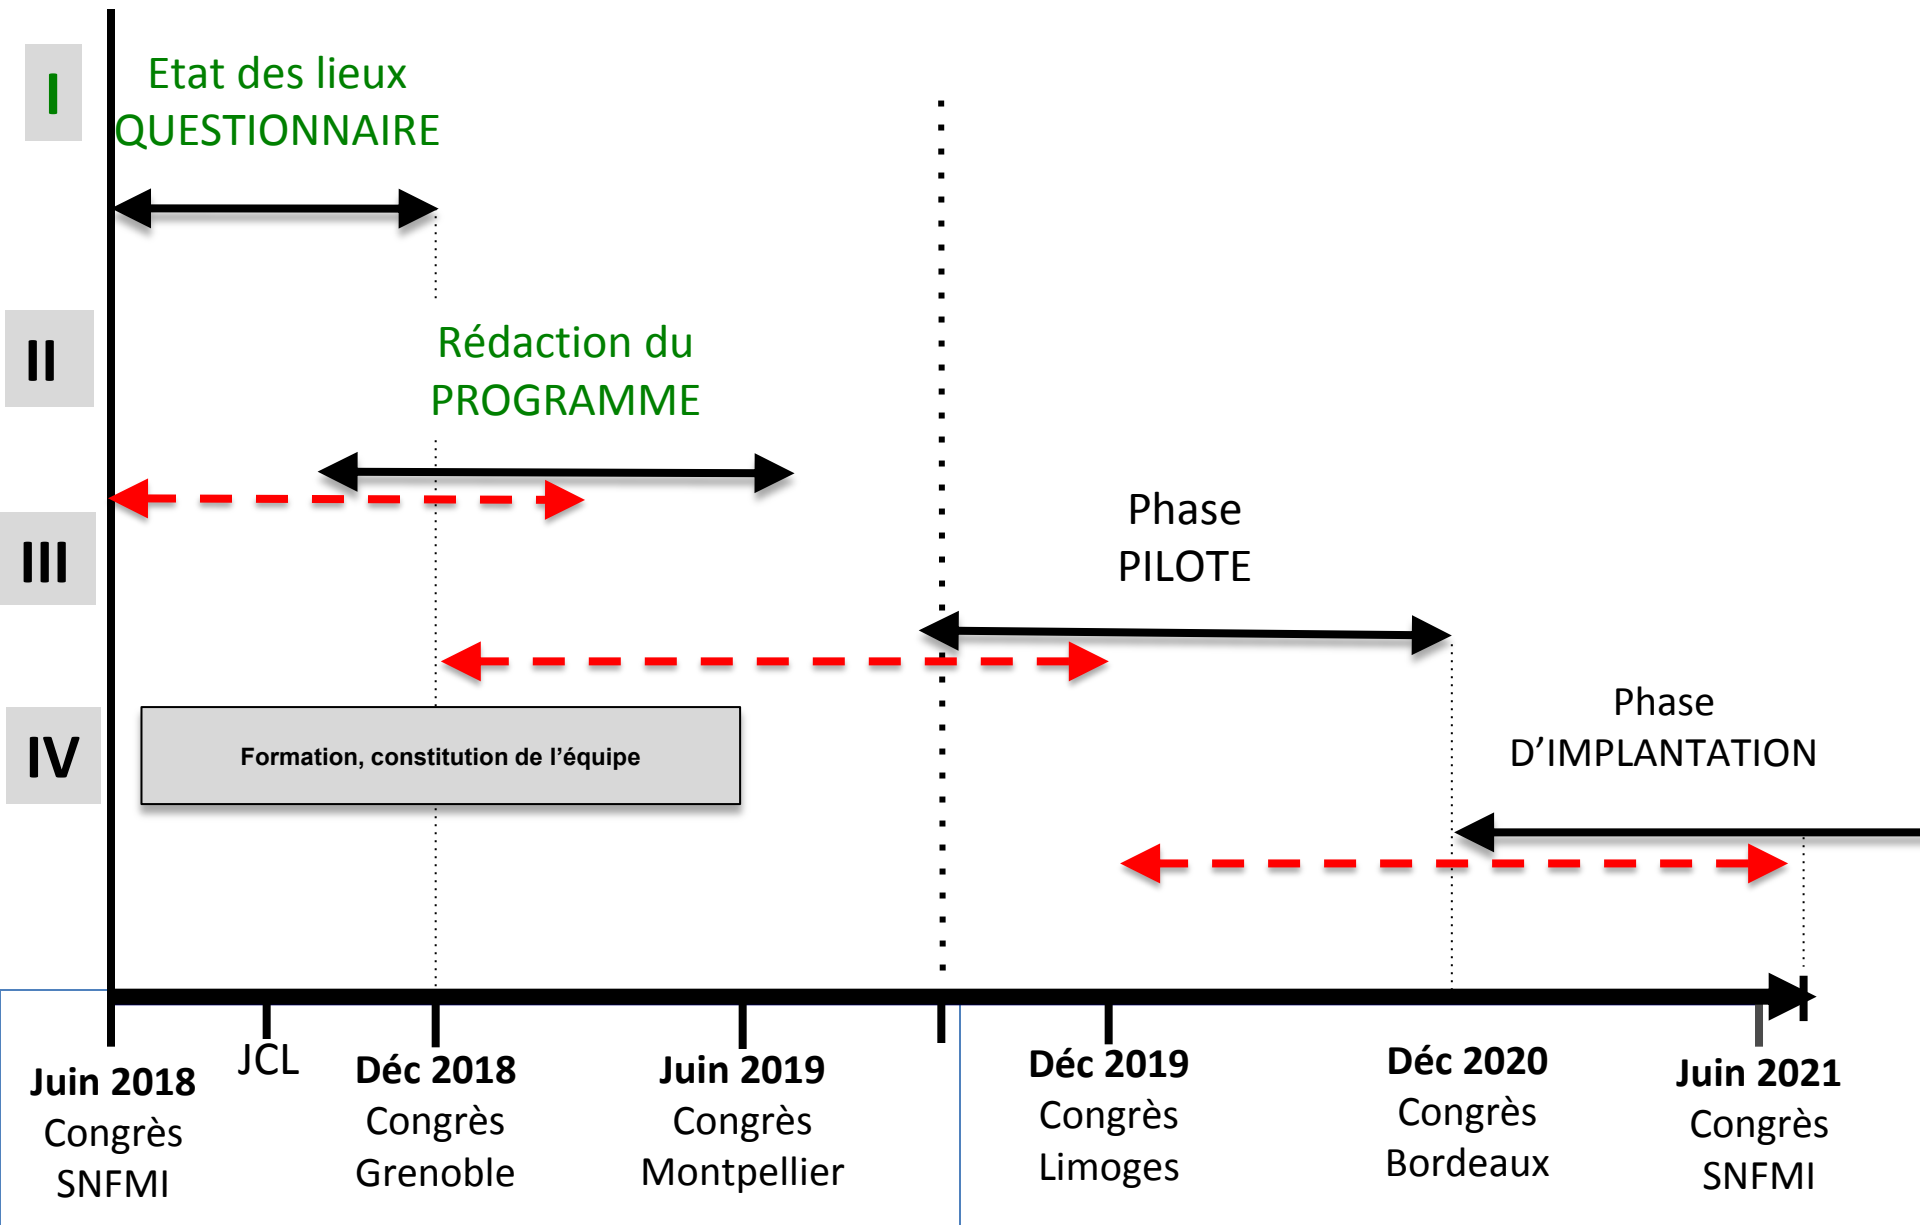 I
Etat des lieux
QUESTIONNAIRE
II
Rédaction du
PROGRAMME
III
Phase
PILOTE
IV
Formation, constitution de l’équipe
Phase
D’IMPLANTATION
Juin 2018
Congrès
SNFMI
JCL
Déc 2018
Congrès
Grenoble
Juin 2019
Congrès
Montpellier
Déc 2019
Congrès
Limoges
Déc 2020
Congrès
Bordeaux
Juin 2021
Congrès
SNFMI